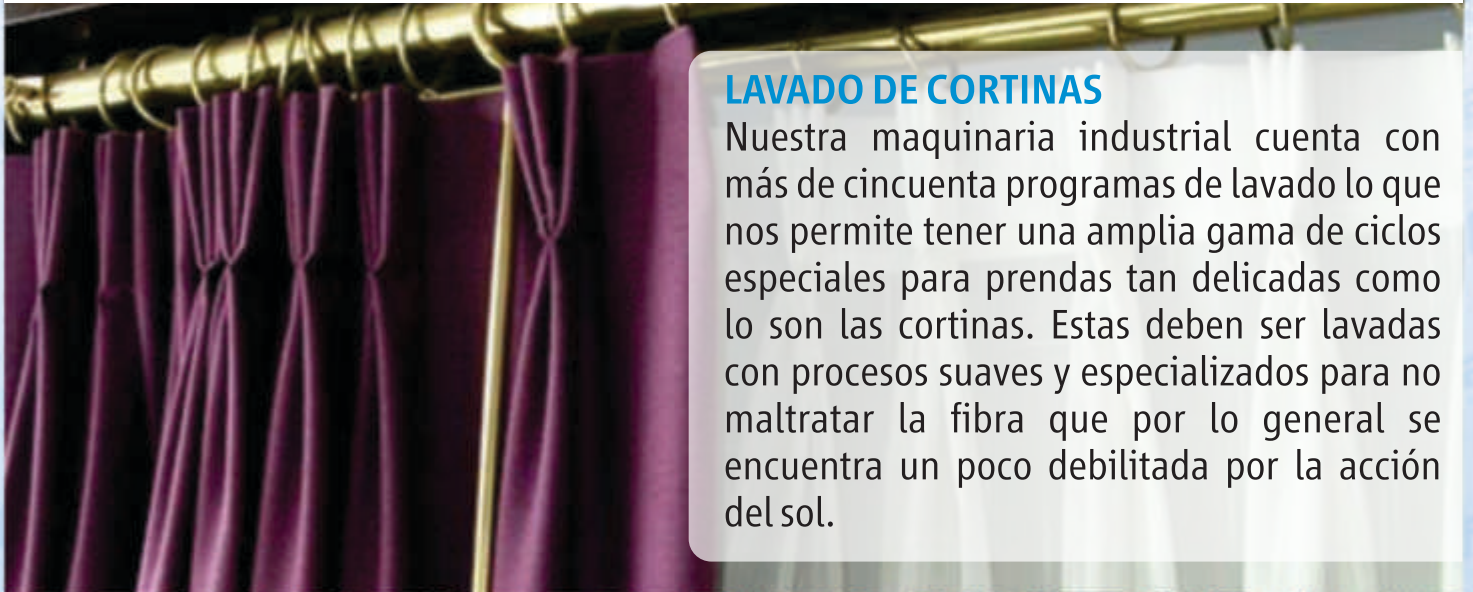 LAVADO DE CORTINAS
Nuestra maquinaria industrial cuenta con
más de cincuenta programas de lavado lo que
nos permite tener una amplia gama de ciclos
especiales para prendas tan delicadas como
lo son las cortinas. Estas deben ser lavadas
con procesos suaves y especializados para no
maltratar la fibra que por lo general se
encuentra un poco debilitada por la acción
del sol.